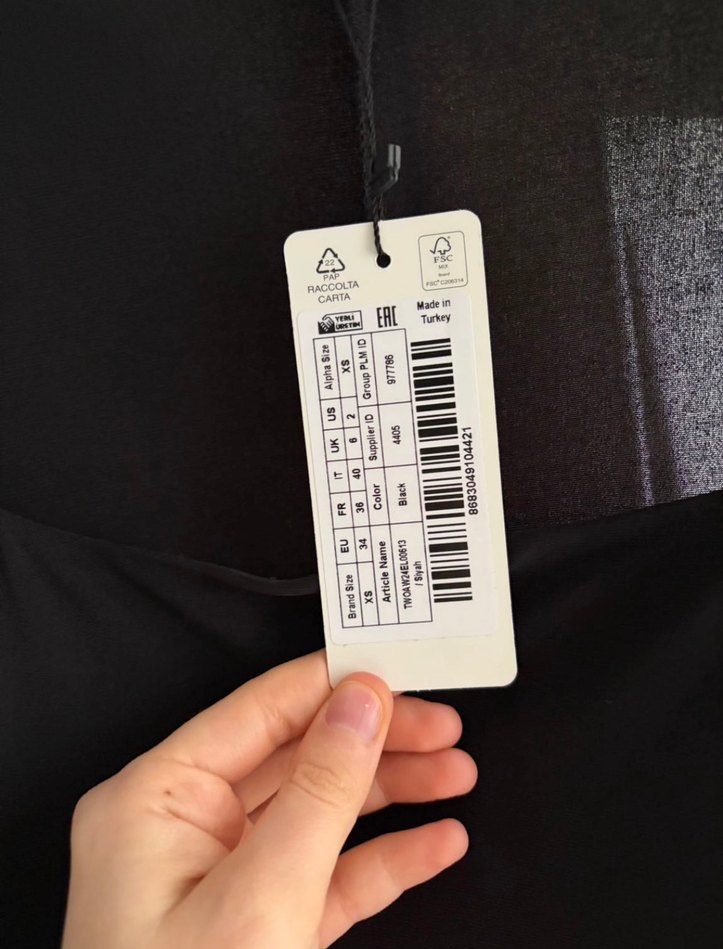 22
PAP
RACCOLTA
CARTA
FSC
MIX
Board
FSC® C206314
YERLİ
ÜRETİM
EAC
Made in
Turkey
Brand Size EU FR IT UK US Alpha Size
XS 34 36 40 6 2 XS
Article Name Color Supplier ID Group PLM ID
TWOAW24EL00613 Black 4405 977786
/ Siyah
8683049104421